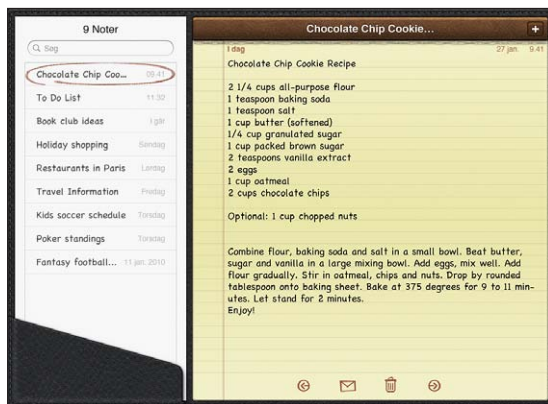 9 Noter
Søg
Chocolate Chip Coo... 09.41
To Do List 11.32
Book club ideas I går
Holiday shopping Søndag
Restaurants in Paris Lørdag
Travel Information Fredag
Kids soccer schedule Torsdag
Poker standings Torsdag
Fantasy football... 11 jan. 2010
Chocolate Chip Cookie...
+
I dag 27 jan. 9.41
Chocolate Chip Cookie Recipe
2 1/4 cups all-purpose flour
1 teaspoon baking soda
1 teaspoon salt
1 cup butter (softened)
1/4 cup granulated sugar
1 cup packed brown sugar
2 teaspoons vanilla extract
2 eggs
1 cup oatmeal
2 cups chocolate chips
Optional: 1 cup chopped nuts
Combine flour, baking soda and salt in a small bowl. Beat butter,
sugar and vanilla in a large mixing bowl. Add eggs, mix well. Add
flour gradually. Stir in oatmeal, chips and nuts. Drop by rounded
tablespoon onto baking sheet. Bake at 375 degrees for 9 to 11 min-
utes. Let stand for 2 minutes.
Enjoy!